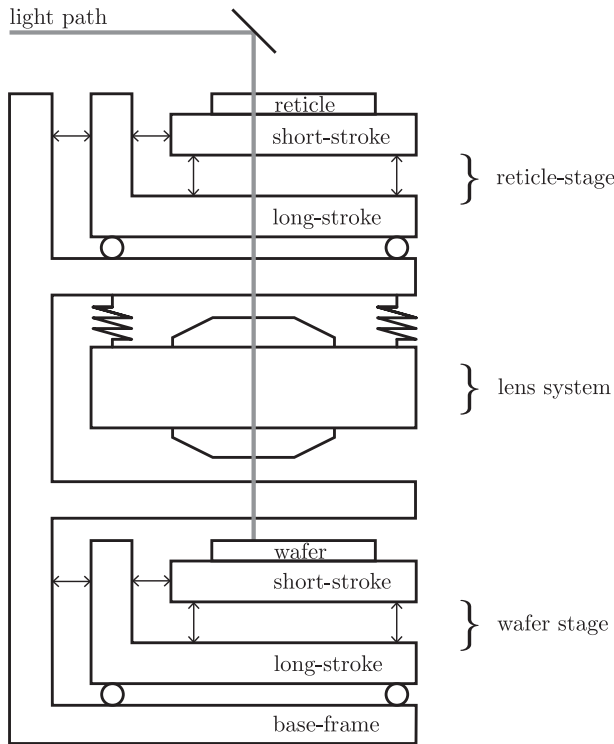 light path
reticle
short-stroke
reticle-stage
long-stroke
lens system
wafer
short-stroke
wafer stage
long-stroke
base-frame